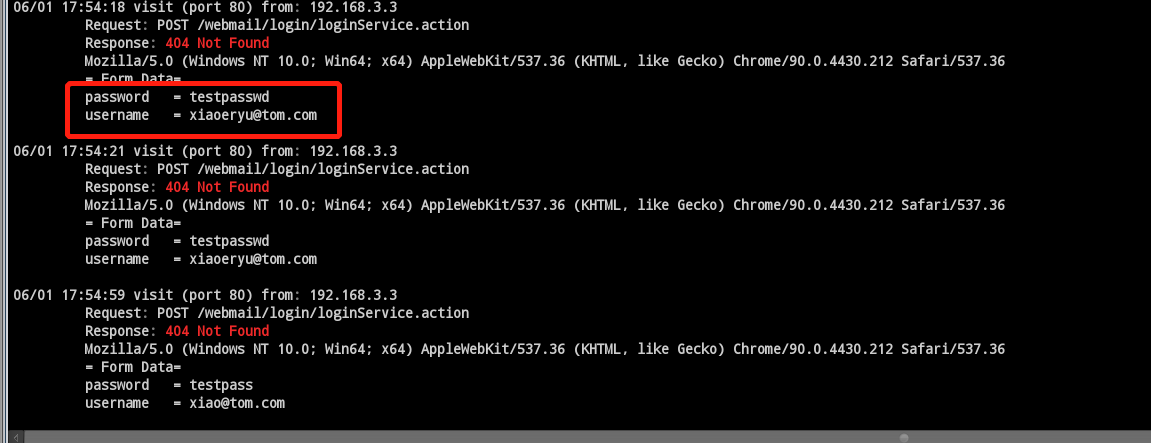 06/01 17:54:18 visit (port 80) from: 192.168.3.3
Request: POST /webmail/login/loginService.action
Response: 404 Not Found
Mozilla/5.0 (Windows NT 10.0; Win64; x64) AppleWebKit/537.36 (KHTML, like Gecko) Chrome/90.0.4430.212 Safari/537.36
= Form Data=
password   = testpasswd
username   = xiaoeryu@tom.com
06/01 17:54:21 visit (port 80) from: 192.168.3.3
Request: POST /webmail/login/loginService.action
Response: 404 Not Found
Mozilla/5.0 (Windows NT 10.0; Win64; x64) AppleWebKit/537.36 (KHTML, like Gecko) Chrome/90.0.4430.212 Safari/537.36
= Form Data=
password   = testpasswd
username   = xiaoeryu@tom.com
06/01 17:54:59 visit (port 80) from: 192.168.3.3
Request: POST /webmail/login/loginService.action
Response: 404 Not Found
Mozilla/5.0 (Windows NT 10.0; Win64; x64) AppleWebKit/537.36 (KHTML, like Gecko) Chrome/90.0.4430.212 Safari/537.36
= Form Data=
password   = testpass
username   = xiao@tom.com